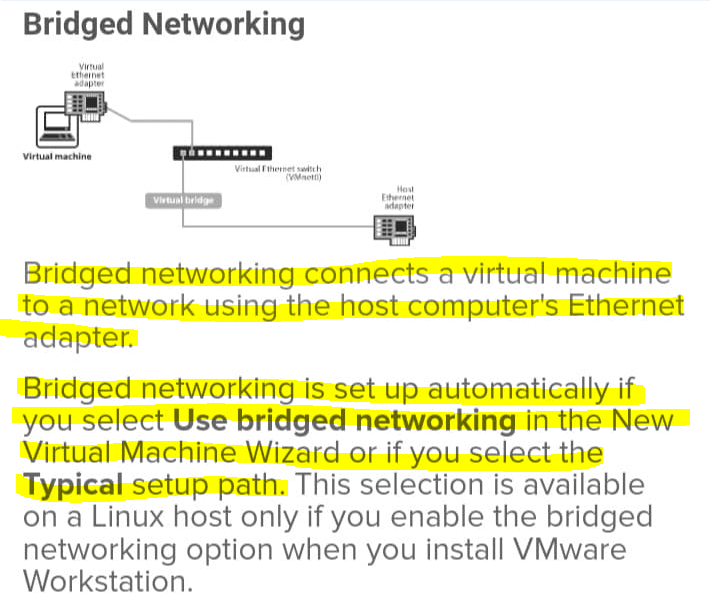 Bridged Networking
Virtual
Ethernet
adapter
Virtual machine
Virtual Ethernet switch
(VMnet0)
Virtual bridge
Host
Ethernet
adapter
Bridged networking connects a virtual machine
to a network using the host computer's Ethernet
adapter.
Bridged networking is set up automatically if
you select Use bridged networking in the New
Virtual Machine Wizard or if you select the
Typical setup path. This selection is available
on a Linux host only if you enable the bridged
networking option when you install VMware
Workstation.